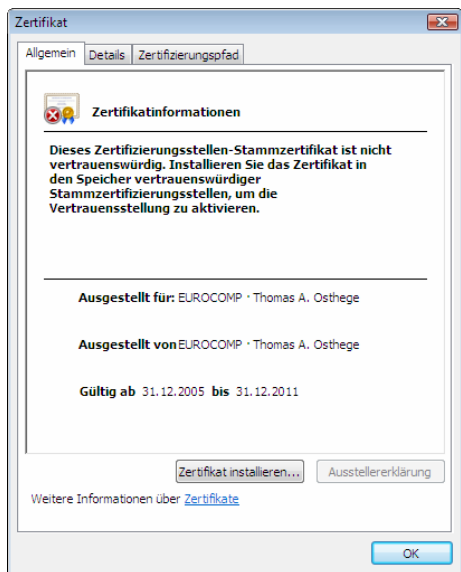 Zertifikat
Allgemein Details Zertifizierungspfad
Zertifikatinformationen
Dieses Zertifizierungsstellen-Stammzertifikat ist nicht
vertrauenswürdig. Installieren Sie das Zertifikat in
den Speicher vertrauenswürdiger
Stammzertifizierungsstellen, um die
Vertrauensstellung zu aktivieren.
Ausgestellt für: EUROCOMP · Thomas A. Osthege
Ausgestellt von EUROCOMP · Thomas A. Osthege
Gültig ab 31.12.2005 bis 31.12.2011
Zertifikat installieren... Ausstellererklärung
Weitere Informationen über Zertifikate
OK